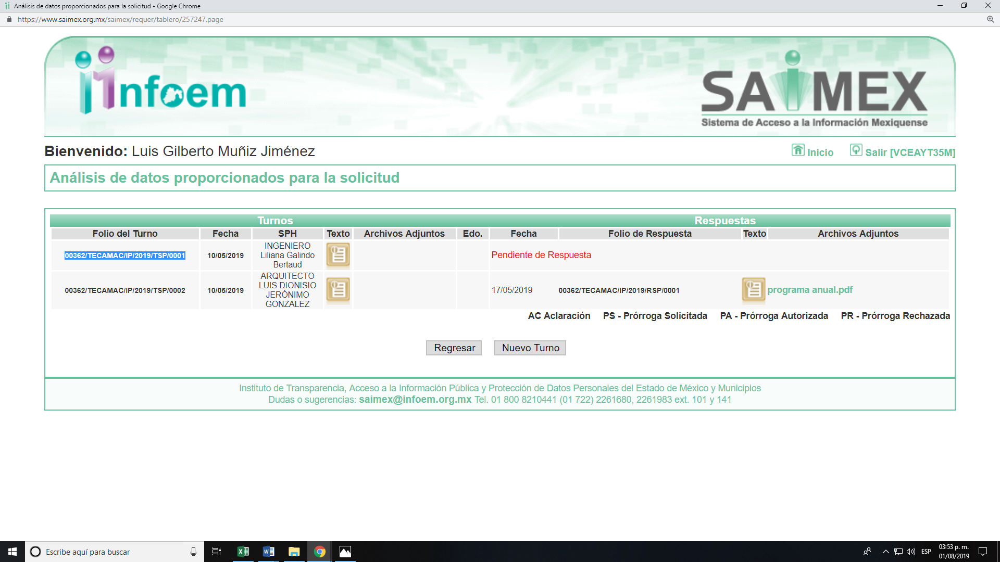 Análisis de datos proporcionados para la solicitud - Google Chrome
https://www.saimex.org.mx/saimex/requer/tablero/257247.page
infoem
SAIMEX
Sistema de Acceso a la Información Mexiquense
Bienvenido: Luis Gilberto Muñiz Jiménez
Inicio
Salir [VCEAYT35M]
Análisis de datos proporcionados para la solicitud
Turnos Respuestas
Folio del Turno Fecha SPH Texto Archivos Adjuntos Edo. Fecha Folio de Respuesta Texto Archivos Adjuntos
00362/TECAMAC/IP/2019/TSP/0001 10/05/2019 INGENIERO
Liliana Galindo
Bertaud
Pendiente de Respuesta
00362/TECAMAC/IP/2019/TSP/0002 10/05/2019 ARQUITECTO
LUIS DIONISIO
JERÓNIMO
GONZALEZ
17/05/2019 00362/TECAMAC/IP/2019/RSP/0001 programa anual.pdf
AC Aclaración PS - Prórroga Solicitada PA - Prórroga Autorizada PR - Prórroga Rechazada
Regresar Nuevo Turno
Instituto de Transparencia, Acceso a la Información Pública y Protección de Datos Personales del Estado de México y Municipios
Dudas o sugerencias: saimex@infoem.org.mx Tel. 01 800 8210441 (01 722) 2261680, 2261983 ext. 101 y 141
Escribe aquí para buscar
ESP
03:53 p. m.
01/08/2019